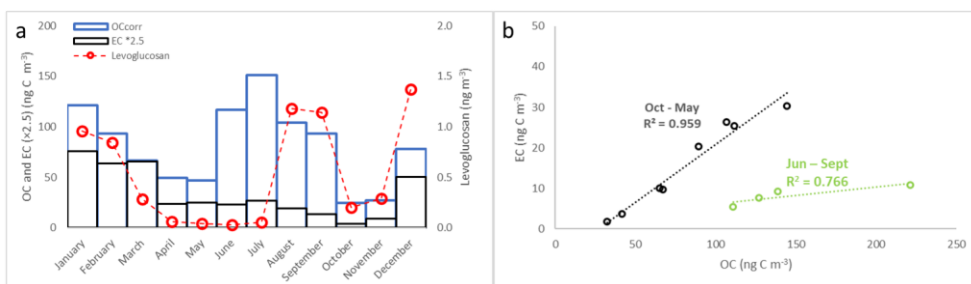 a
OCcorr
EC *2.5
Levoglucosan
OC and EC (×2.5) (ng C m⁻³)
200
150
100
50
0
2.0
1.5
1.0
0.5
0.0
Levoglucosan (ng m⁻³)
January
February
March
April
May
June
July
August
September
October
November
December
b
EC (ng C m⁻³)
50
40
30
20
10
0
Oct - May
R² = 0.959
Jun – Sept
R² = 0.766
0
50
100
150
200
250
OC (ng C m⁻³)